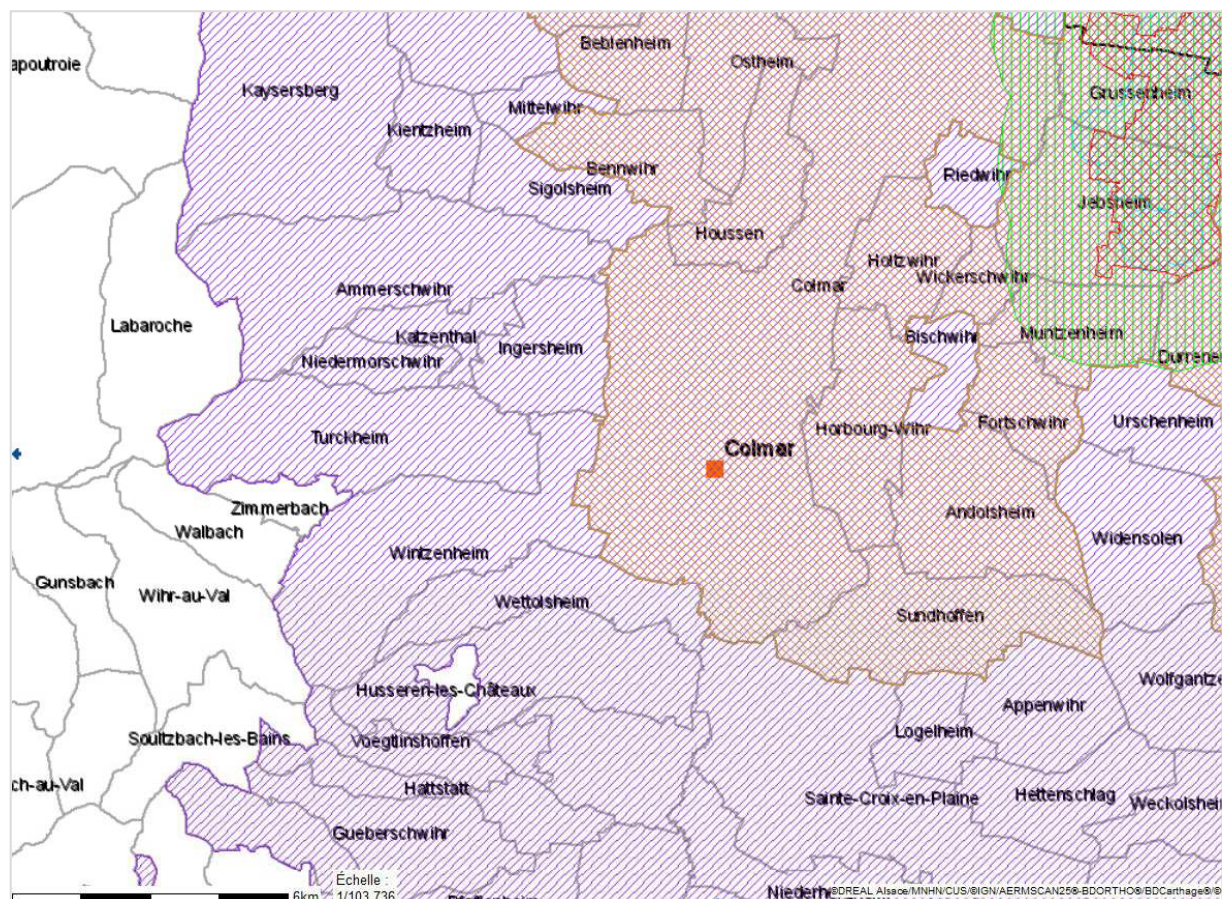 Beblenheim
Ostheim
apoutroie
Kaysersberg
Grussenheim
Mittelwihr
Kientzheim
Bennwihr
Riedwihr
Sigolsheim
Jebsheim
Houssen
Holtzwihr
Wickerschwihr
Ammerschwihr
Colmar
Labaroche
Katzenthal
Bischwihr
Muntzenheim
Ingersheim
Niedermorschwihr
Durrene
Turckheim
Horbourg-Wihr
Fortschwihr
Urschenheim
Colmar
Zimmerbach
Andolsheim
Walbach
Wintzenheim
Widensolen
Gunsbach
Wihr-au-Val
Wettolsheim
Sundhoffen
Husseren-les-Châteaux
Wolfgantze
Appenwihr
Logelheim
Soultzbach-les-Bains
Voegtlinshoffen
ch-au-Val
Hattstatt
Sainte-Croix-en-Plaine
Hettenschlag
Weckolshei
Gueberschwihr
Échelle :
6km
1/103 736
Niederh
©DREAL Alsace/MNHN/CUS/©IGN/AERMSCAN25®-BDORTHO®/BDCarthage®/©